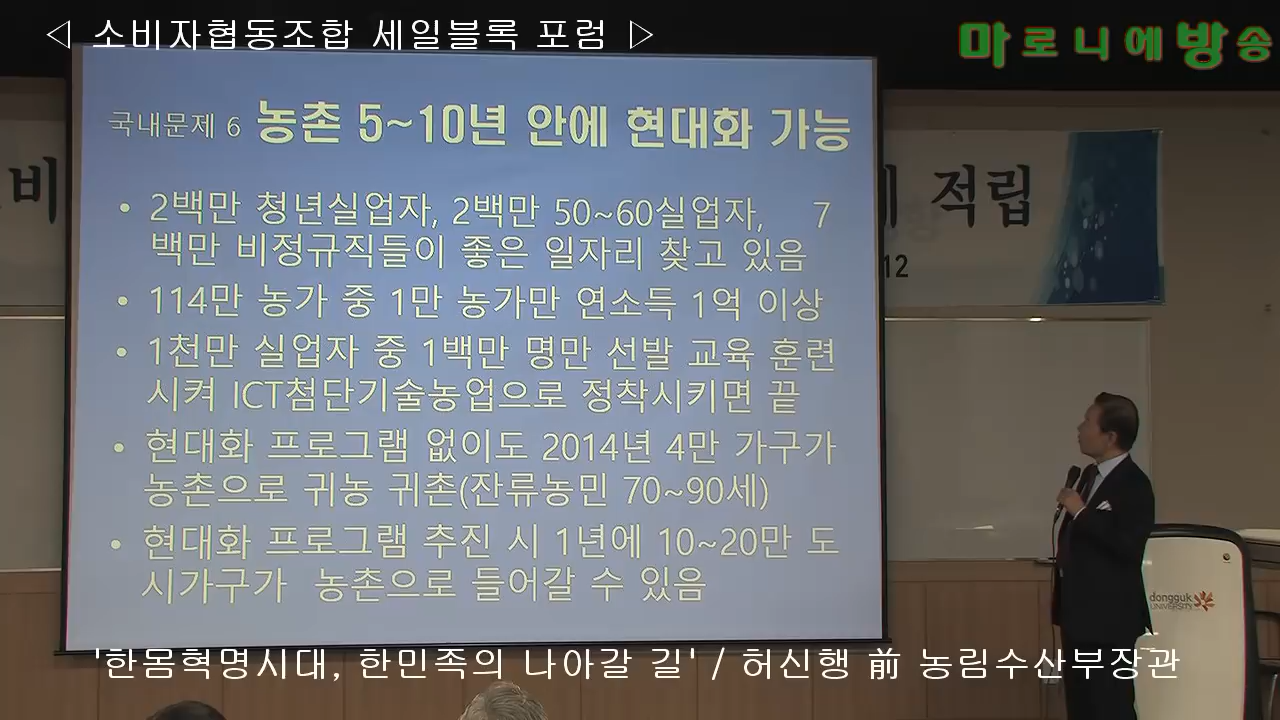 ◁ 소비자협동조합 세일블록 포럼 ▷
마로니에방송
국내문제 6 농촌 5~10년 안에 현대화 가능
비
적립
12
• 2백만 청년실업자, 2백만 50~60실업자, 7
백만 비정규직들이 좋은 일자리 찾고 있음
• 114만 농가 중 1만 농가만 연소득 1억 이상
• 1천만 실업자 중 1백만 명만 선발 교육 훈련
시켜 ICT첨단기술농업으로 정착시키면 끝
• 현대화 프로그램 없이도 2014년 4만 가구가
농촌으로 귀농 귀촌(잔류농민 70~90세)
• 현대화 프로그램 추진 시 1년에 10~20만 도
시가구가 농촌으로 들어갈 수 있음
dongguk
UNIVERSITY
'한몸혁명시대, 한민족의 나아갈 길' / 허신행 前 농림수산부장관